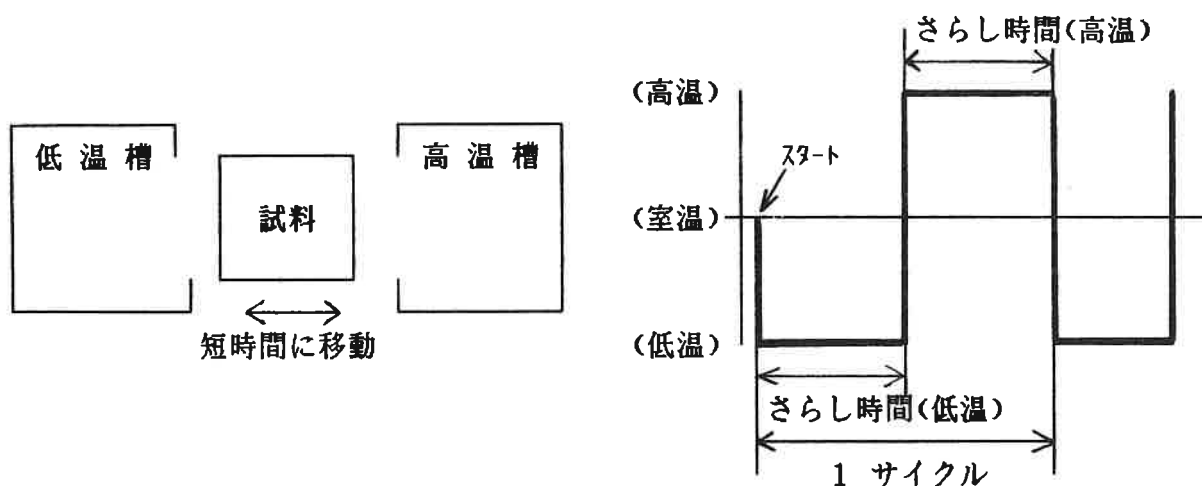 低温槽
試料
高温槽
短時間に移動
さらし時間(高温)
(高温)
スタート
(室温)
(低温)
さらし時間(低温)
1 サイクル